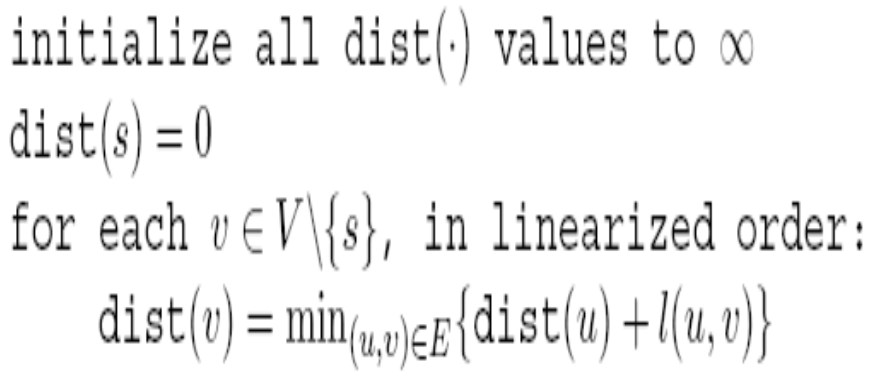 initialize all dist(·) values to ∞
dist(s) = 0
for each v ∈ V\{s}, in linearized order:
dist(v) = min_{(u,v)∈E}{dist(u) + l(u, v)}